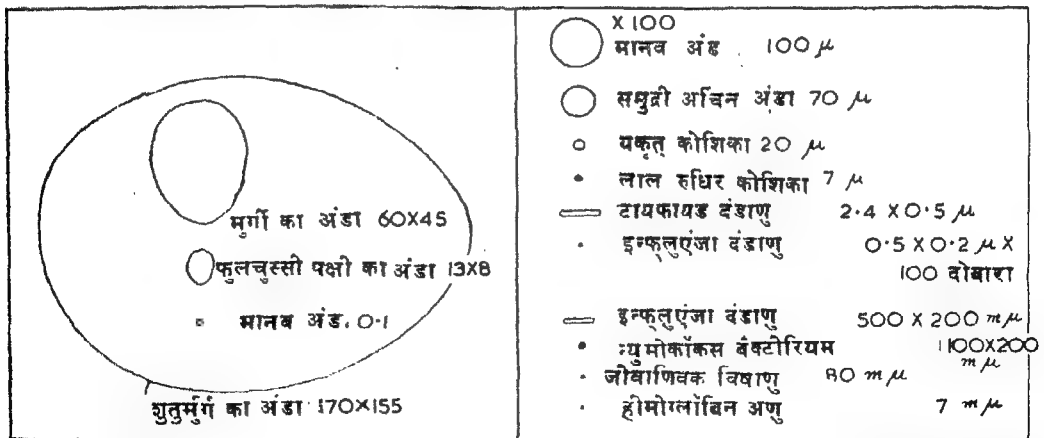 मुर्गी का अंडा 60X45
फुलचुस्सी पक्षी का अंडा 13X8
मानव अंड. 0·1
शुतुर्मुर्ग का अंडा 170X155
X 100
मानव अंड . 100 µ
समुद्री अर्चिन अंडा 70 µ
यकृत् कोशिका 20 µ
लाल रुधिर कोशिका 7 µ
टायफायड दंडाणु 2·4 X0·5 µ
इन्फ्लुएंजा दंडाणु 0·5 X 0·2 µ X
100 दोबारा
इन्फ्लुएंजा दंडाणु 500 X 200 mµ
न्युमोकॉकस बॅक्टोरियम 1100X200
mµ
जीवाण्विक विषाणु 80 mµ
हीमोग्लोबिन अणु 7 mµ